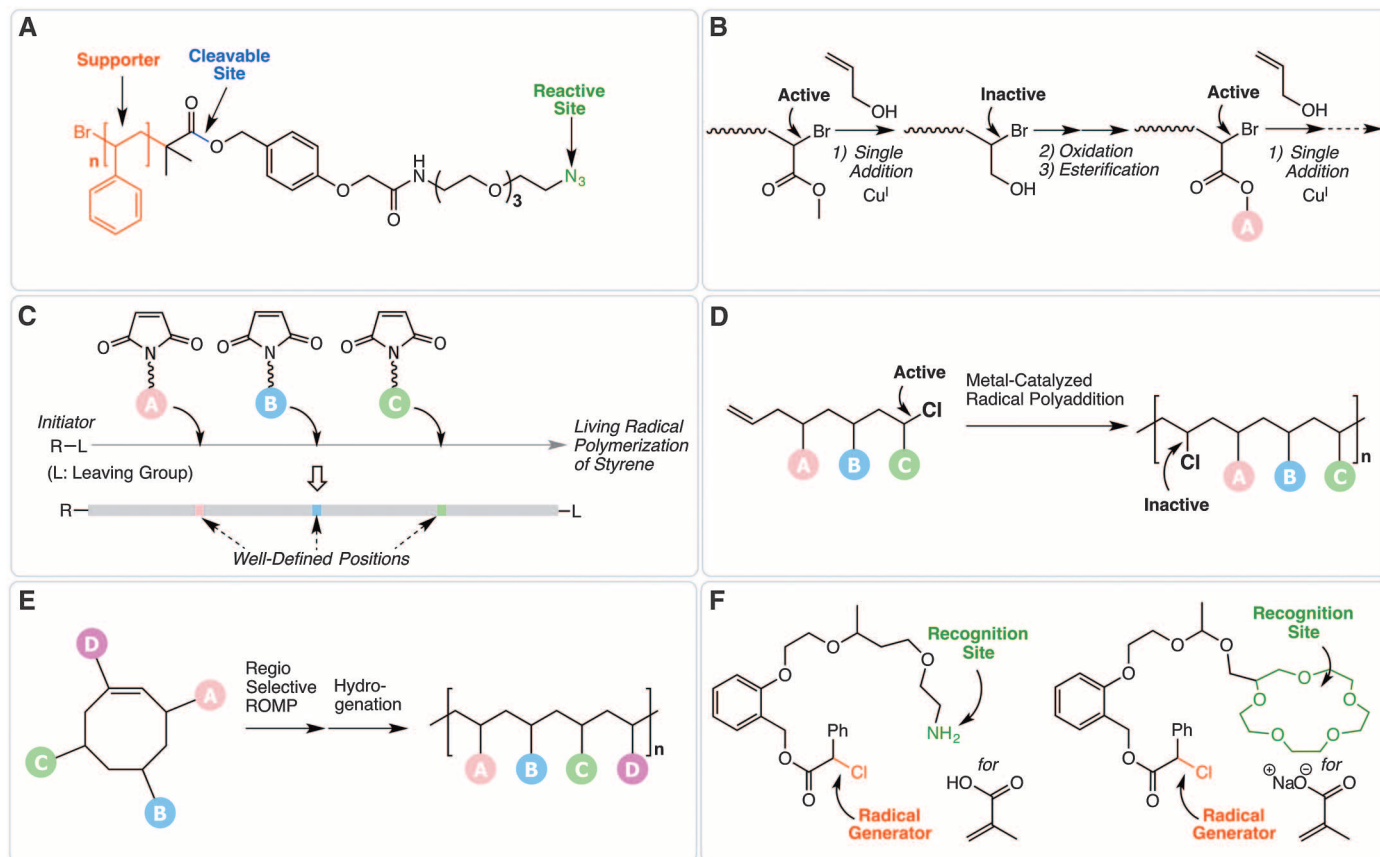 A
Supporter
Cleavable
Site
Reactive
Site
Br
n
O
O
O
O
H
N
O
3
N3
B
Active
OH
Br
O
O
1) Single
Addition
CuI
Inactive
Br
OH
2) Oxidation
3) Esterification
Active
Br
O
O
A
OH
1) Single
Addition
CuI
C
O
N
O
O
N
O
O
N
O
A
B
C
Initiator
R–L
(L: Leaving Group)
Living Radical
Polymerization
of Styrene
R
L
Well-Defined Positions
D
Active
Cl
A
B
C
Metal-Catalyzed
Radical Polyaddition
Cl
A
B
C
n
Inactive
E
D
A
C
B
Regio
Selective
ROMP
Hydro-
genation
A
B
C
D
n
F
O
O
O
Recognition
Site
NH2
O
O
Ph
Cl
Radical
Generator
for
HO
O
O
O
O
Recognition
Site
O
O
O
O
O
O
O
Ph
Cl
Radical
Generator
for
⊕NaO⊖
O